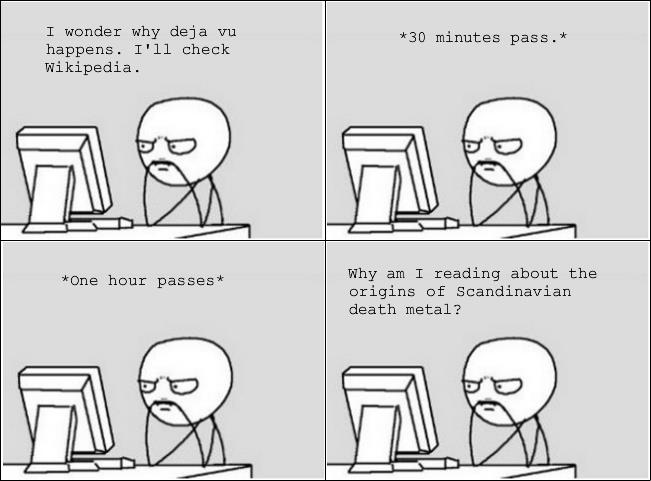 I wonder why deja vu
happens. I'll check
Wikipedia.
*30 minutes pass.*
*One hour passes*
Why am I reading about the
origins of Scandinavian
death metal?